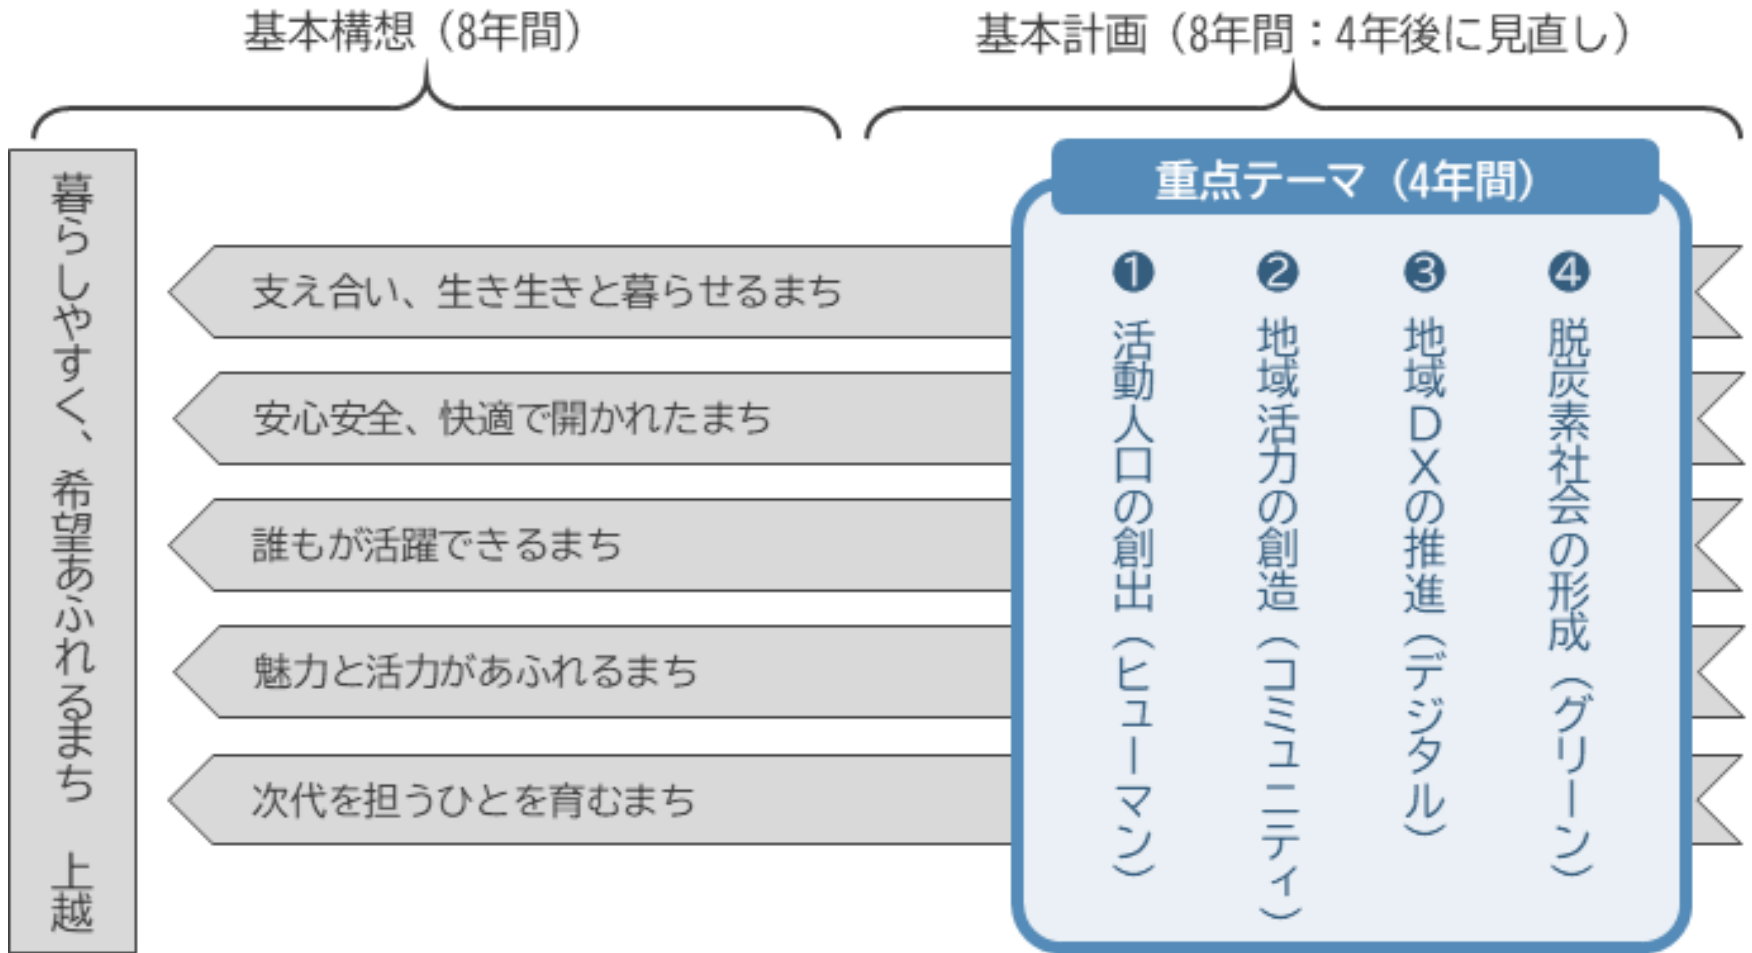 基本構想（8年間）
基本計画（8年間：4年後に見直し）
暮らしやすく、希望あふれるまち　上越
支え合い、生き生きと暮らせるまち
安心安全、快適で開かれたまち
誰もが活躍できるまち
魅力と活力があふれるまち
次代を担うひとを育むまち
重点テーマ（4年間）
❶ 活動人口の創出（ヒューマン）
❷ 地域活力の創造（コミュニティ）
❸ 地域ＤＸの推進（デジタル）
❹ 脱炭素社会の形成（グリーン）